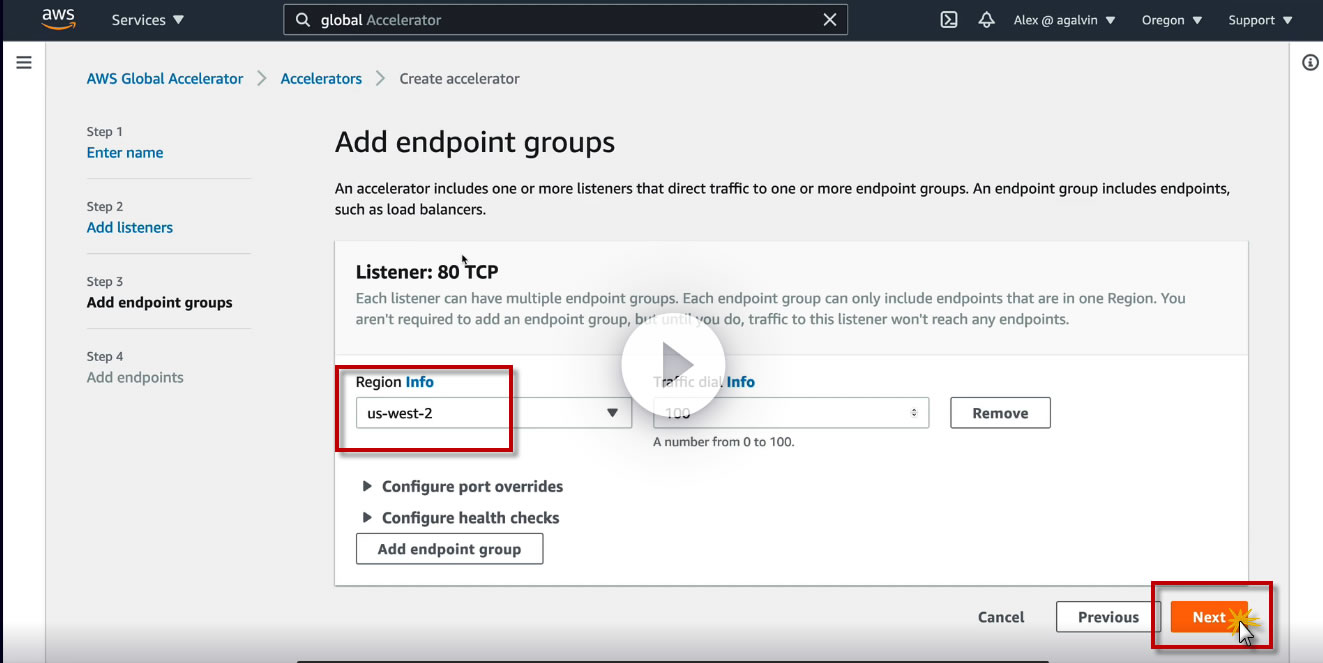 aws
Services
global Accelerator
Alex @ agalvin
Oregon
Support
AWS Global Accelerator
Accelerators
Create accelerator
Step 1
Enter name
Step 2
Add listeners
Step 3
Add endpoint groups
Step 4
Add endpoints
Add endpoint groups
An accelerator includes one or more listeners that direct traffic to one or more endpoint groups. An endpoint group includes endpoints,
such as load balancers.
Listener: 80 TCP
Each listener can have multiple endpoint groups. Each endpoint group can only include endpoints that are in one Region. You
aren't required to add an endpoint group, but until you do, traffic to this listener won't reach any endpoints.
Region Info
us-west-2
Traffic dial Info
100
A number from 0 to 100.
Remove
Configure port overrides
Configure health checks
Add endpoint group
Cancel
Previous
Next